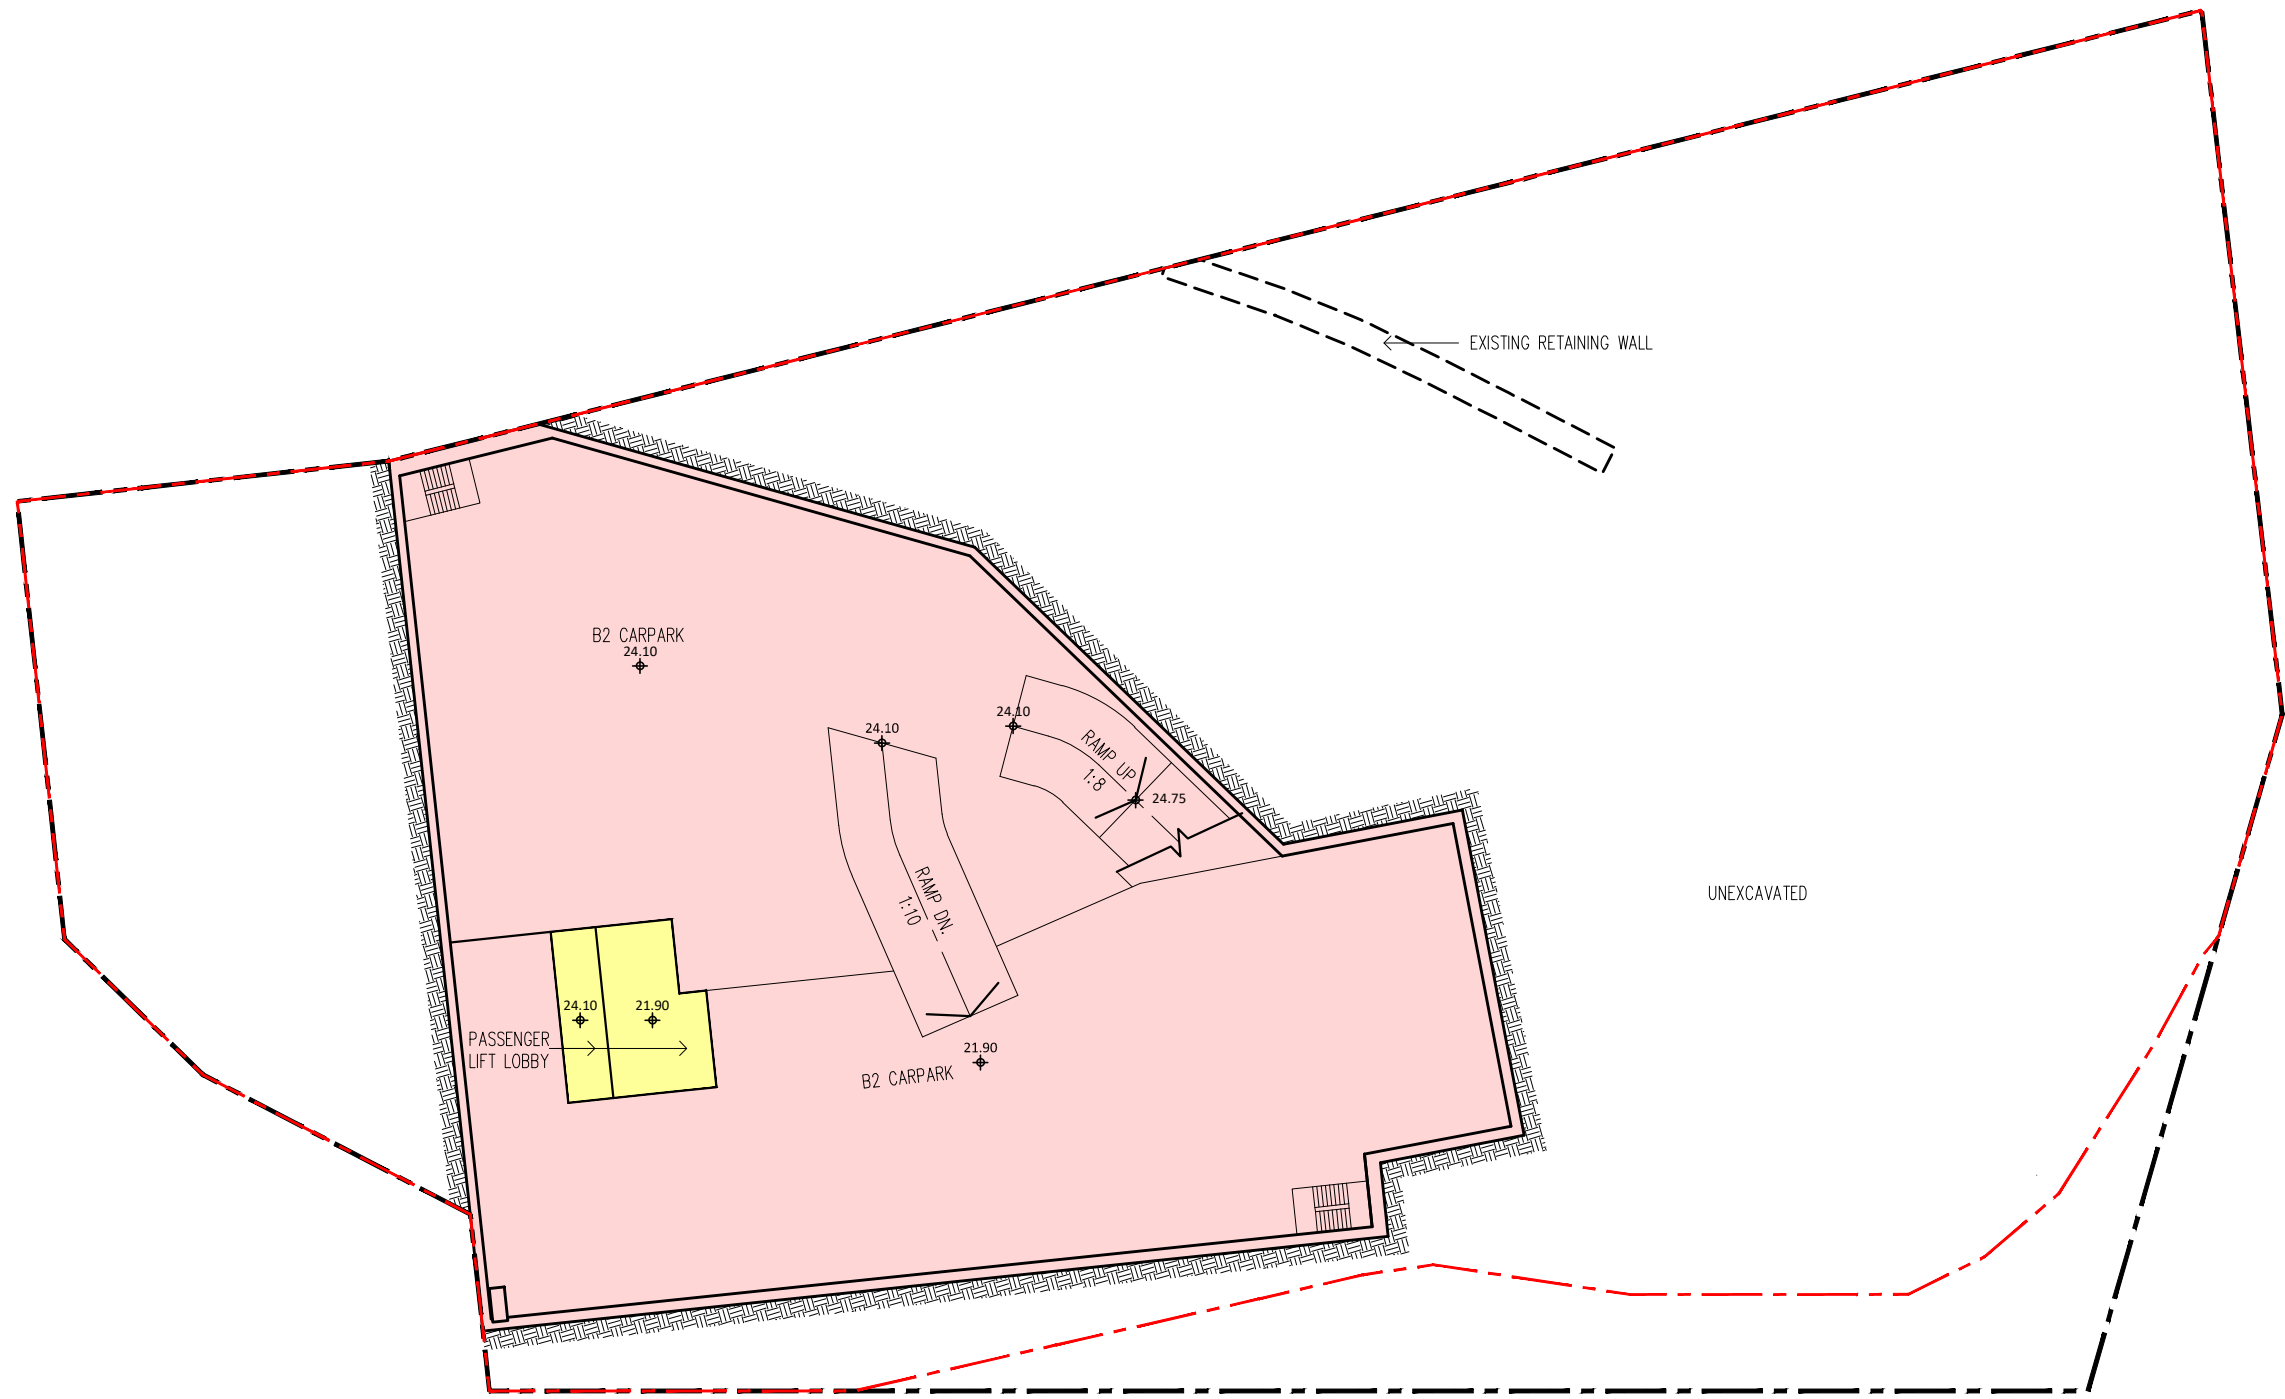 EXISTING RETAINING WALL
B2 CARPARK
24.10
24.10
24.10
RAMP UP
1:8
24.75
RAMP DN.
1:10
UNEXCAVATED
24.10
21.90
PASSENGER
LIFT LOBBY
21.90
B2 CARPARK